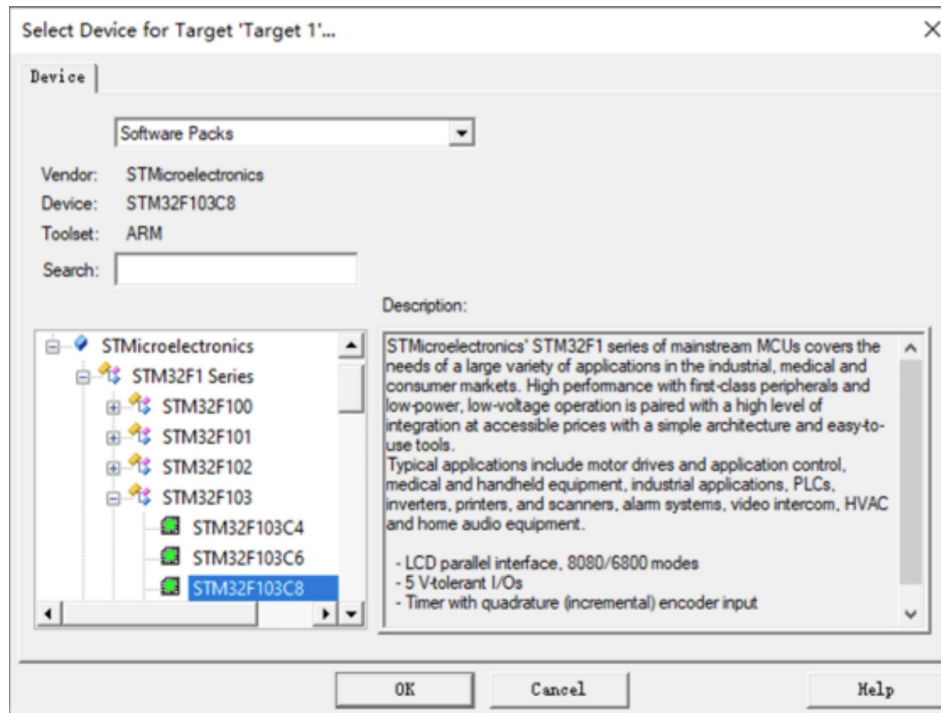 Select Device for Target 'Target 1'...
Device
Software Packs
Vendor: STMicroelectronics
Device: STM32F103C8
Toolset: ARM
Search:
Description:
STMicroelectronics
STM32F1 Series
STM32F100
STM32F101
STM32F102
STM32F103
STM32F103C4
STM32F103C6
STM32F103C8
STMicroelectronics' STM32F1 series of mainstream MCUs covers the
needs of a large variety of applications in the industrial, medical and
consumer markets. High performance with first-class peripherals and
low-power, low-voltage operation is paired with a high level of
integration at accessible prices with a simple architecture and easy-to-
use tools.
Typical applications include motor drives and application control,
medical and handheld equipment, industrial applications, PLCs,
inverters, printers, and scanners, alarm systems, video intercom, HVAC
and home audio equipment.
- LCD parallel interface, 8080/6800 modes
- 5 V-tolerant I/Os
- Timer with quadrature (incremental) encoder input
OK
Cancel
Help